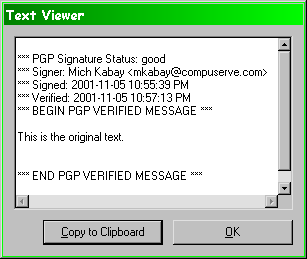 Text Viewer
*** PGP Signature Status: good
*** Signer: Mich Kabay <mkabay@compuserve.com>
*** Signed: 2001-11-05 10:55:39 PM
*** Verified: 2001-11-05 10:57:13 PM
*** BEGIN PGP VERIFIED MESSAGE ***
This is the original text.
*** END PGP VERIFIED MESSAGE ***
Copy to Clipboard OK